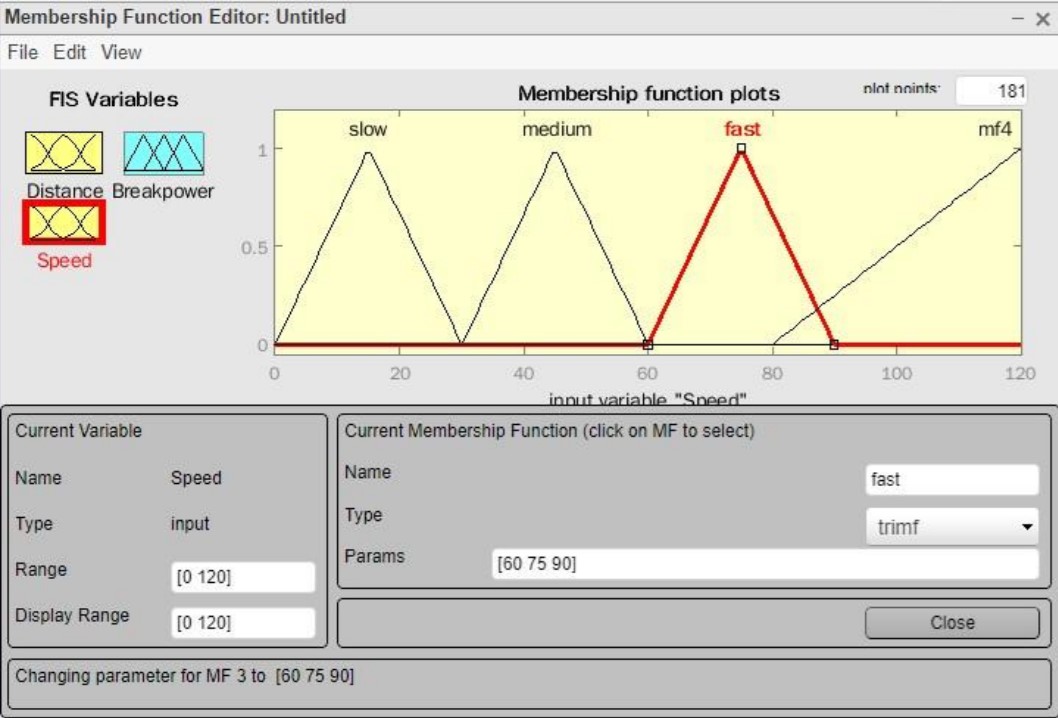 Membership Function Editor: Untitled
File Edit View
FIS Variables
Distance Breakpower
Speed
Membership function plots
plot points: 181
slow medium fast mf4
1
0.5
0
0 20 40 60 80 100 120
input variable "Speed"
Current Variable
Name Speed
Type input
Range [0 120]
Display Range [0 120]
Current Membership Function (click on MF to select)
Name fast
Type trimf
Params [60 75 90]
Close
Changing parameter for MF 3 to [60 75 90]